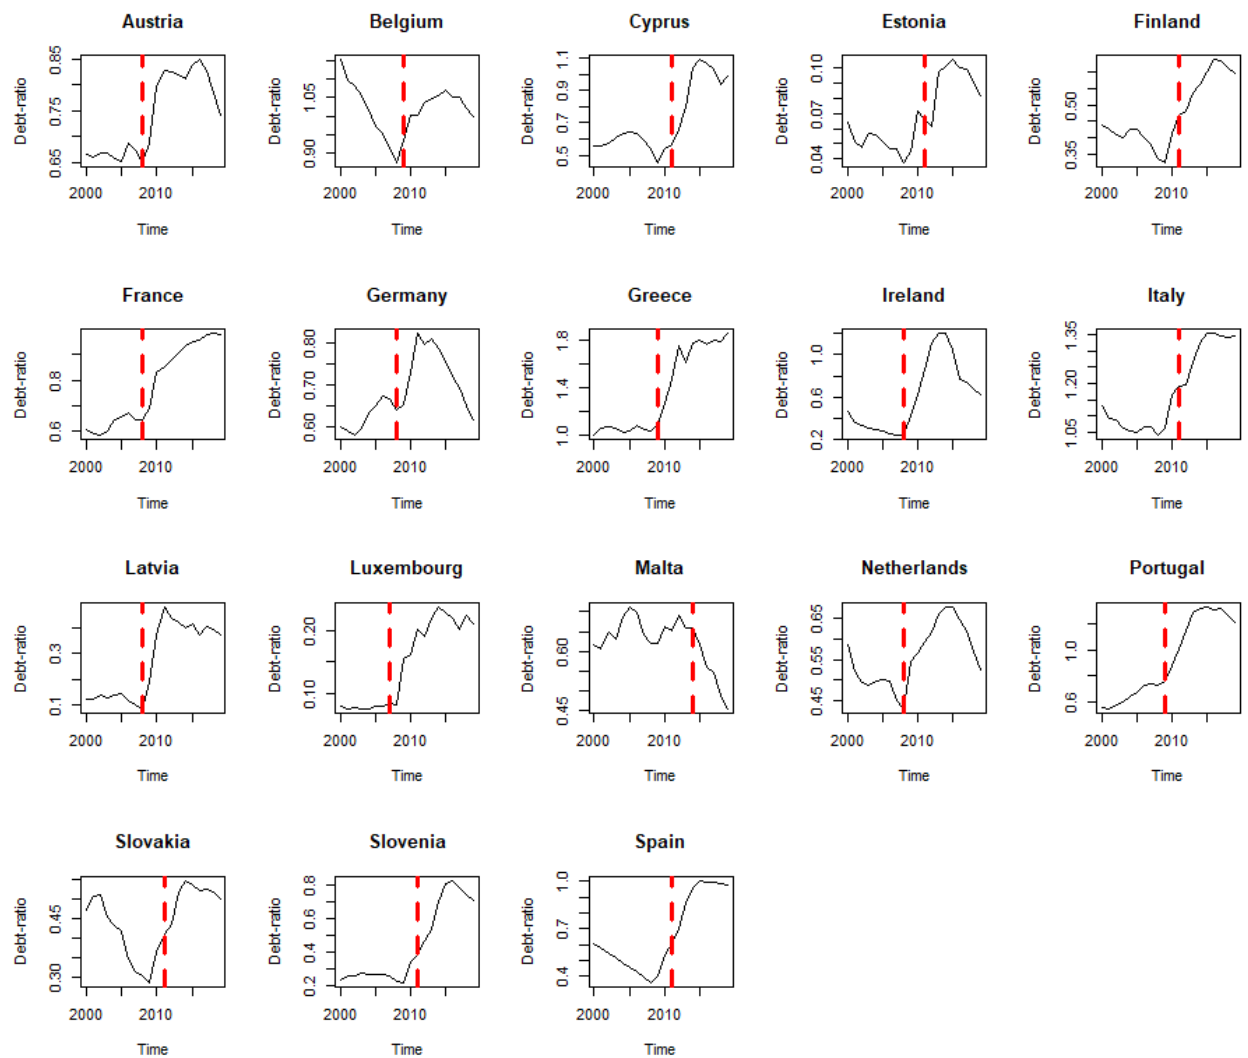 Austria Belgium Cyprus Estonia Finland
Debt-ratio 0.65 0.75 0.85 Debt-ratio 0.90 1.05 Debt-ratio 0.5 0.7 0.9 1.1 Debt-ratio 0.04 0.07 0.10 Debt-ratio 0.35 0.50
2000 2010 2000 2010 2000 2010 2000 2010 2000 2010
Time Time Time Time Time
France Germany Greece Ireland Italy
Debt-ratio 0.6 0.8 Debt-ratio 0.60 0.70 0.80 Debt-ratio 1.0 1.4 1.8 Debt-ratio 0.2 0.6 1.0 Debt-ratio 1.05 1.20 1.35
2000 2010 2000 2010 2000 2010 2000 2010 2000 2010
Time Time Time Time Time
Latvia Luxembourg Malta Netherlands Portugal
Debt-ratio 0.1 0.3 Debt-ratio 0.10 0.20 Debt-ratio 0.45 0.60 Debt-ratio 0.45 0.55 0.65 Debt-ratio 0.6 1.0
2000 2010 2000 2010 2000 2010 2000 2010 2000 2010
Time Time Time Time Time
Slovakia Slovenia Spain
Debt-ratio 0.30 0.45 Debt-ratio 0.2 0.4 0.6 0.8 Debt-ratio 0.4 0.7 1.0
2000 2010 2000 2010 2000 2010
Time Time Time